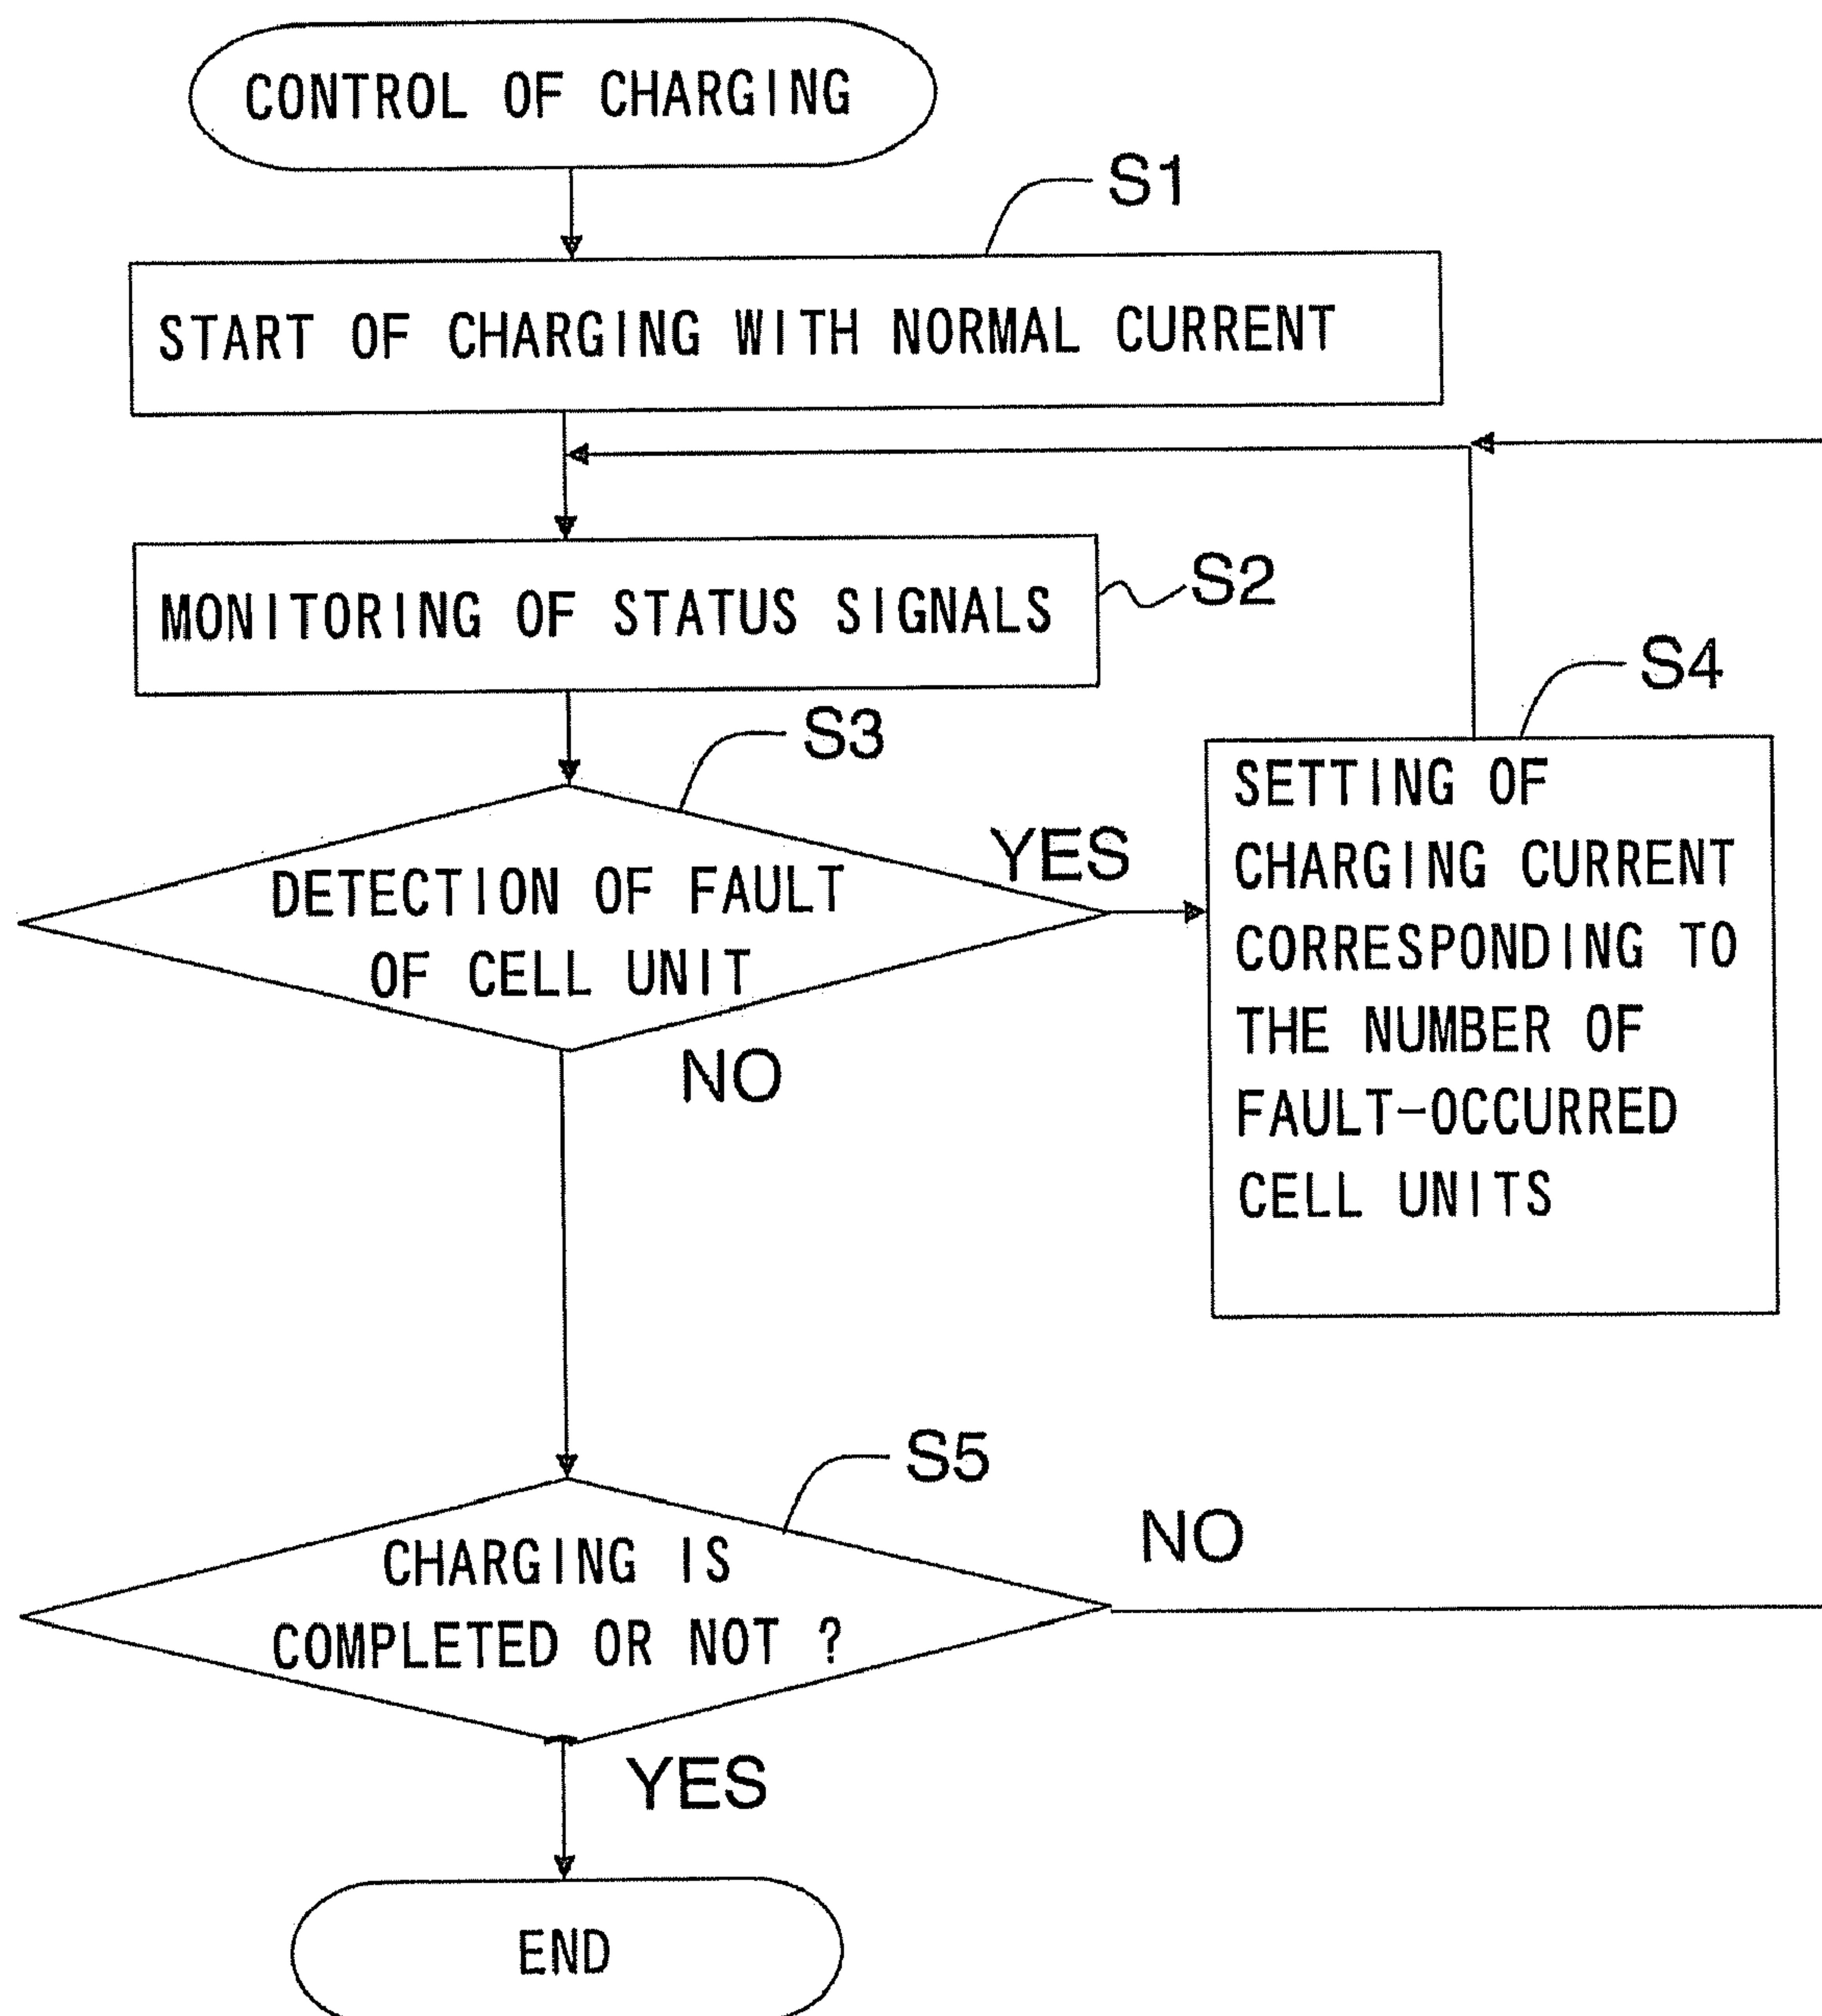 CONTROL OF CHARGING
S1
START OF CHARGING WITH NORMAL CURRENT
MONITORING OF STATUS SIGNALS
S2
S3
DETECTION OF FAULT
OF CELL UNIT
YES
NO
S4
SETTING OF
CHARGING CURRENT
CORRESPONDING TO
THE NUMBER OF
FAULT-OCCURRED
CELL UNITS
S5
CHARGING IS
COMPLETED OR NOT ?
NO
YES
END